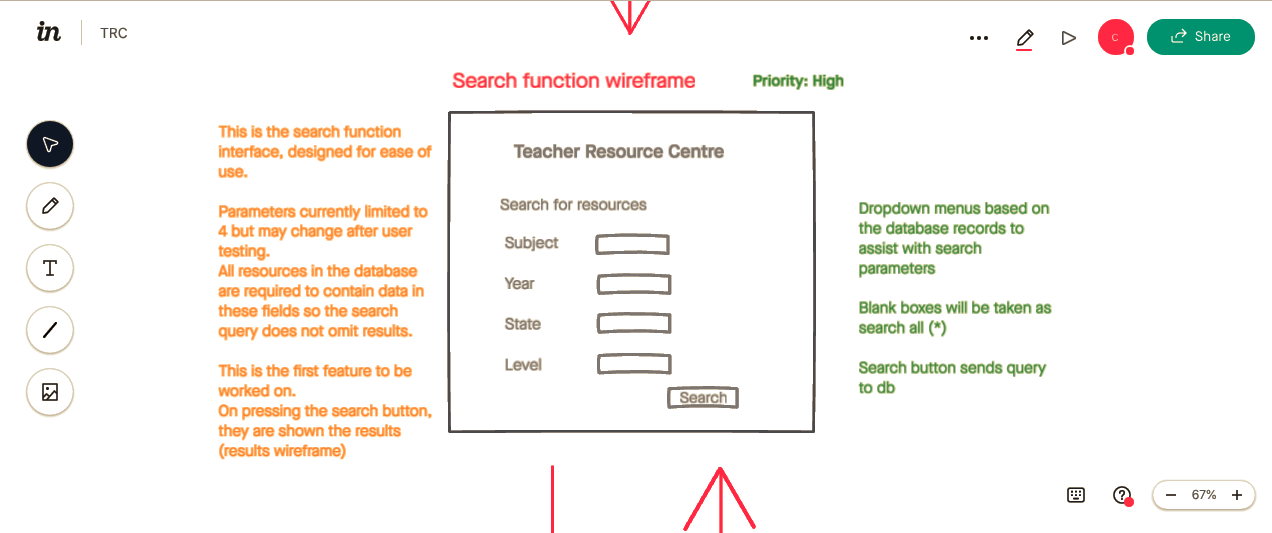 in
TRC
C
Share
Search function wireframe
Priority: High
This is the search function
interface, designed for ease of
use.
Parameters currently limited to
4 but may change after user
testing.
All resources in the database
are required to contain data in
these fields so the search
query does not omit results.
This is the first feature to be
worked on.
On pressing the search button,
they are shown the results
(results wireframe)
Teacher Resource Centre
Search for resources
Subject
Year
State
Level
Search
Dropdown menus based on
the database records to
assist with search
parameters
Blank boxes will be taken as
search all (*)
Search button sends query
to db
T
?
− 67% +